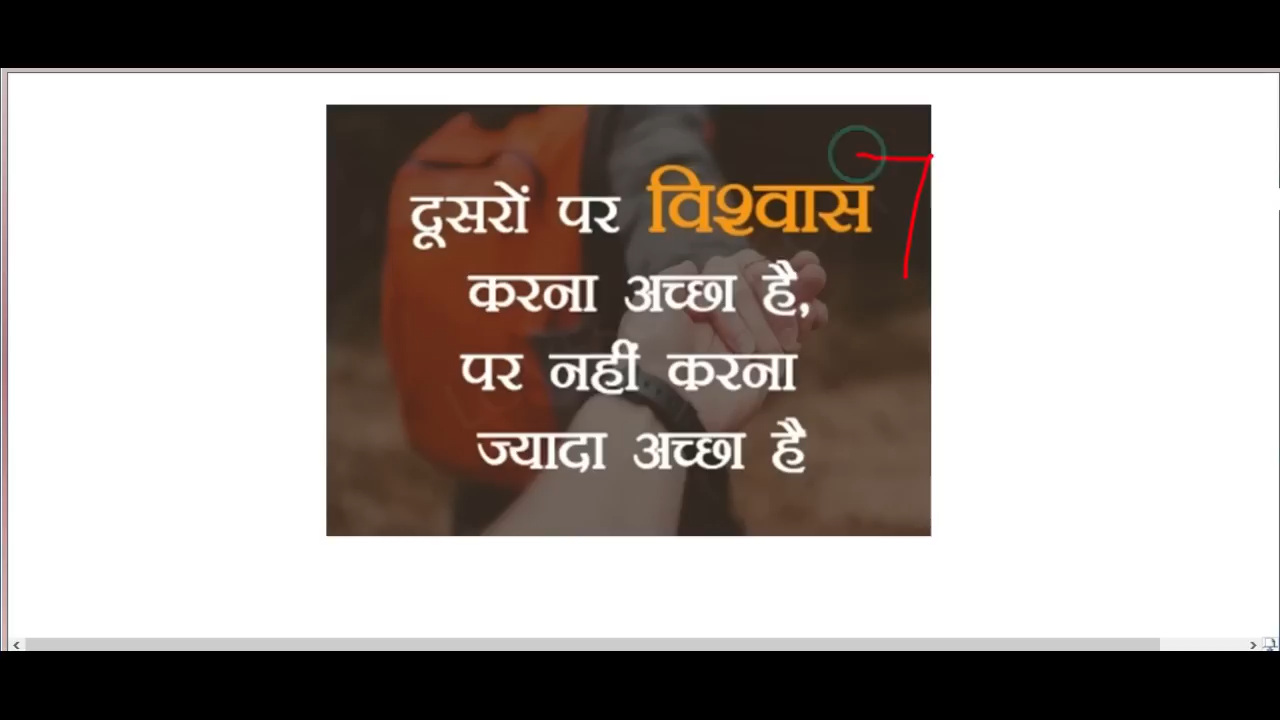 दूसरों पर विश्वास
करना अच्छा है,
पर नहीं करना
ज्यादा अच्छा है